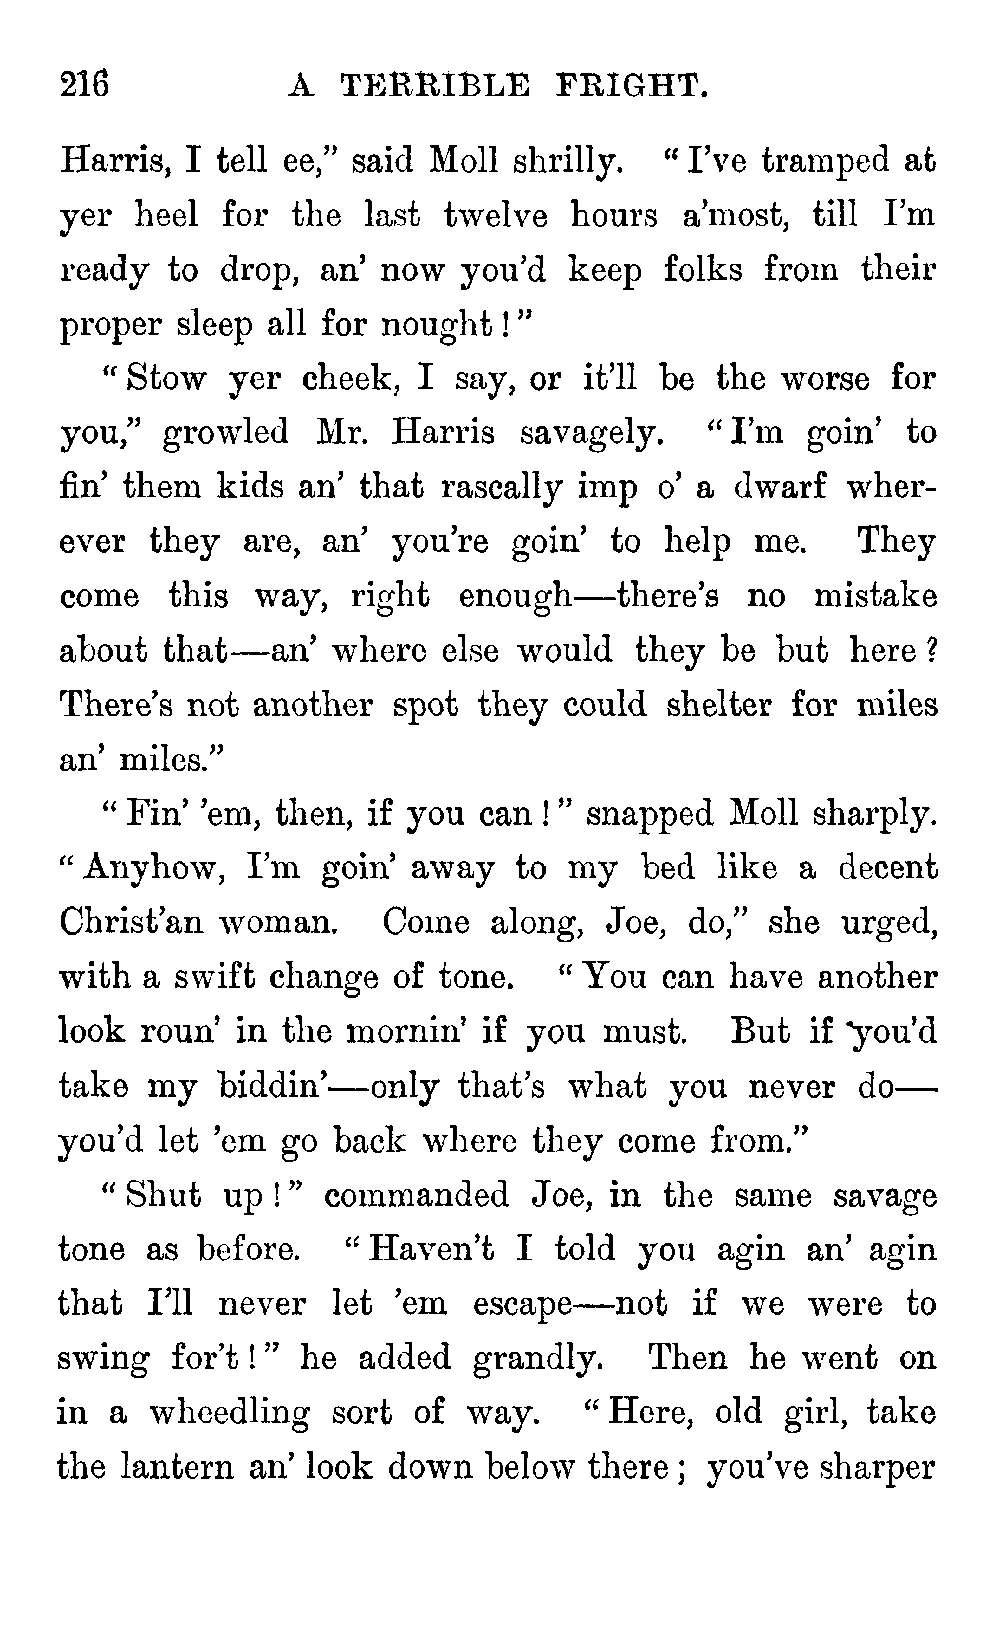 216 A TERRIBLE FRIGHT.
Harris, I tell ee,” said Moll shrilly. “I’ve tramped at
yer heel for the last twelve hours a’most, till I’m
ready to drop, an’ now you’d keep folks from their
proper sleep all for nought!”
“Stow yer cheek, I say, or it’ll be the worse for
you,” growled Mr. Harris savagely. “I’m goin’ to
fin’ them kids an’ that rascally imp o’ a dwarf wher-
ever they are, an’ you’re goin’ to help me. They
come this way, right enough—there’s no mistake
about that—an’ where else would they be but here?
There’s not another spot they could shelter for miles
an’ miles.”
“Fin’ ’em, then, if you can!” snapped Moll sharply.
“Anyhow, I’m goin’ away to my bed like a decent
Christ’an woman. Come along, Joe, do,” she urged,
with a swift change of tone. “You can have another
look roun’ in the mornin’ if you must. But if you’d
take my biddin’—only that’s what you never do—
you’d let ’em go back where they come from.”
“Shut up!” commanded Joe, in the same savage
tone as before. “Haven’t I told you agin an’ agin
that I’ll never let ’em escape—not if we were to
swing for’t!” he added grandly. Then he went on
in a wheedling sort of way. “Here, old girl, take
the lantern an’ look down below there; you’ve sharper